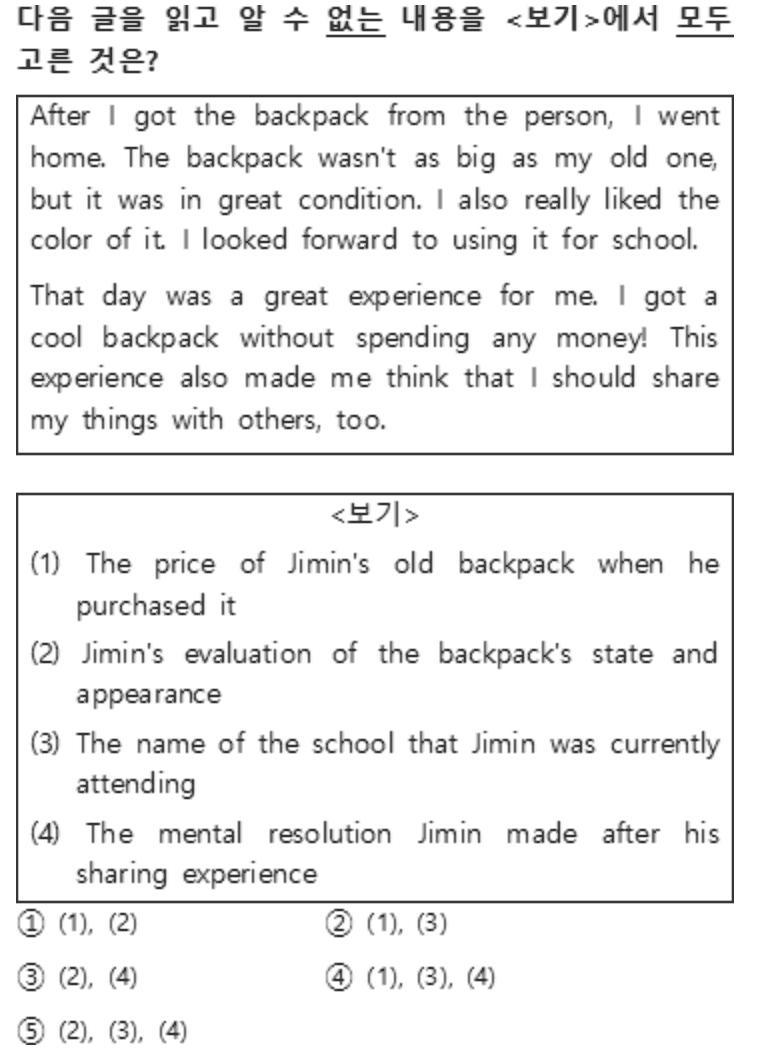 다음 글을 읽고 알 수 없는 내용을 <보기>에서 모두
고른 것은?
After I got the backpack from the person, I went
home. The backpack wasn't as big as my old one,
but it was in great condition. I also really liked the
color of it. I looked forward to using it for school.
That day was a great experience for me. I got a
cool backpack without spending any money! This
experience also made me think that I should share
my things with others, too.
<보기>
(1) The price of Jimin's old backpack when he
purchased it
(2) Jimin's evaluation of the backpack's state and
appearance
(3) The name of the school that Jimin was currently
attending
(4) The mental resolution Jimin made after his
sharing experience
① (1), (2) ② (1), (3)
③ (2), (4) ④ (1), (3), (4)
⑤ (2), (3), (4)